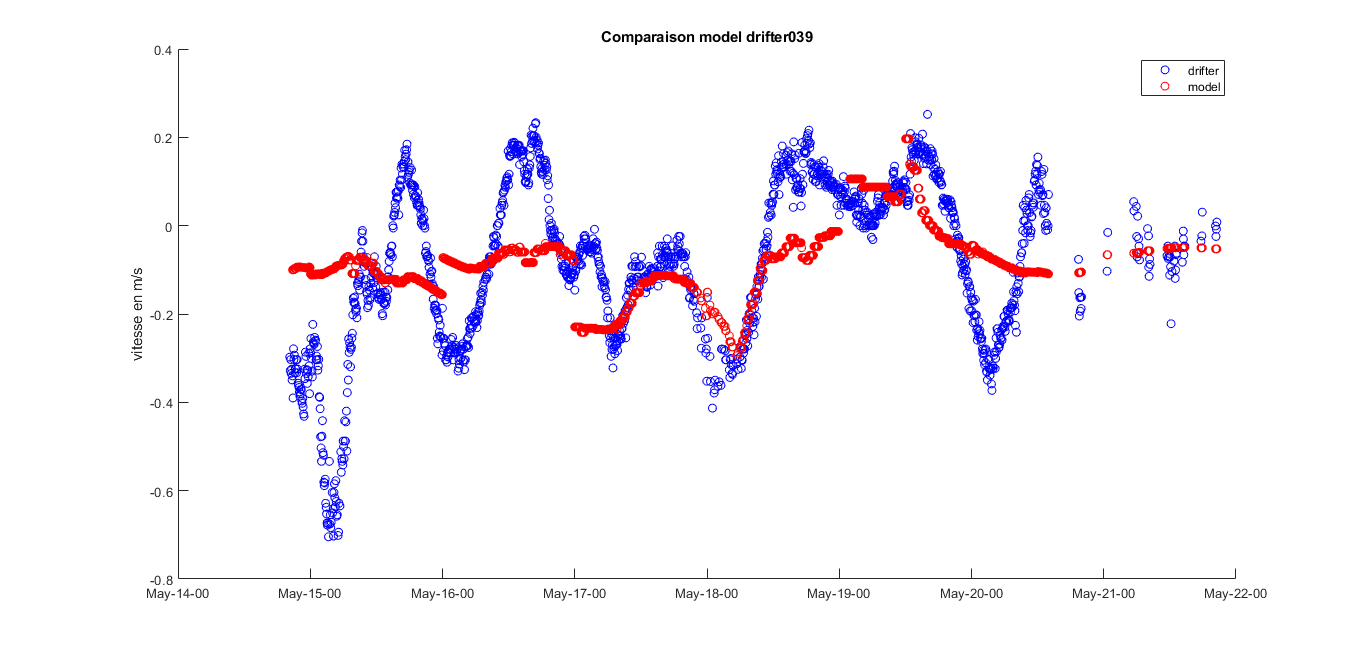 Comparaison model drifter039
drifter
model
vitesse en m/s
0.4
0.2
0
-0.2
-0.4
-0.6
-0.8
May-14-00
May-15-00
May-16-00
May-17-00
May-18-00
May-19-00
May-20-00
May-21-00
May-22-00